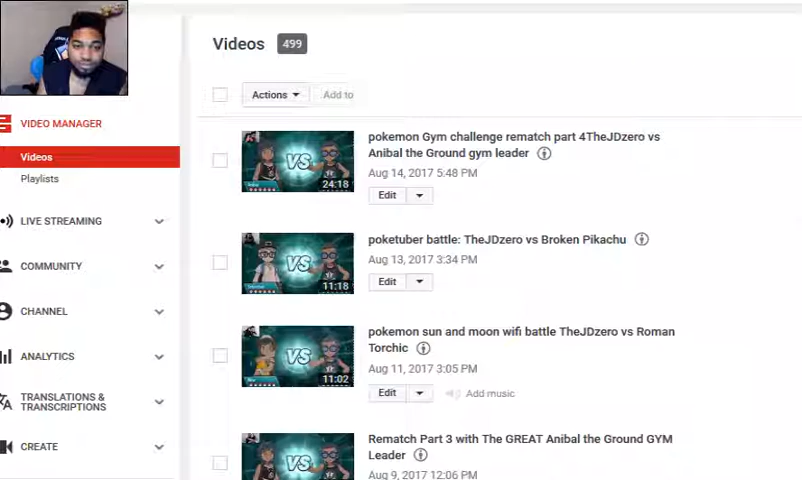 Videos 499
Actions Add to
VIDEO MANAGER
Videos
Playlists
LIVE STREAMING
COMMUNITY
CHANNEL
ANALYTICS
TRANSLATIONS &
TRANSCRIPTIONS
CREATE
pokemon Gym challenge rematch part 4TheJDzero vs
Anibal the Ground gym leader
Aug 14, 2017 5:48 PM
Edit
VS
24:18
poketuber battle: TheJDzero vs Broken Pikachu
Aug 13, 2017 3:34 PM
Edit
VS
11:18
pokemon sun and moon wifi battle TheJDzero vs Roman
Torchic
Aug 11, 2017 3:05 PM
Edit Add music
VS
11:02
Rematch Part 3 with The GREAT Anibal the Ground GYM
Leader
Aug 9, 2017 12:06 PM
VS